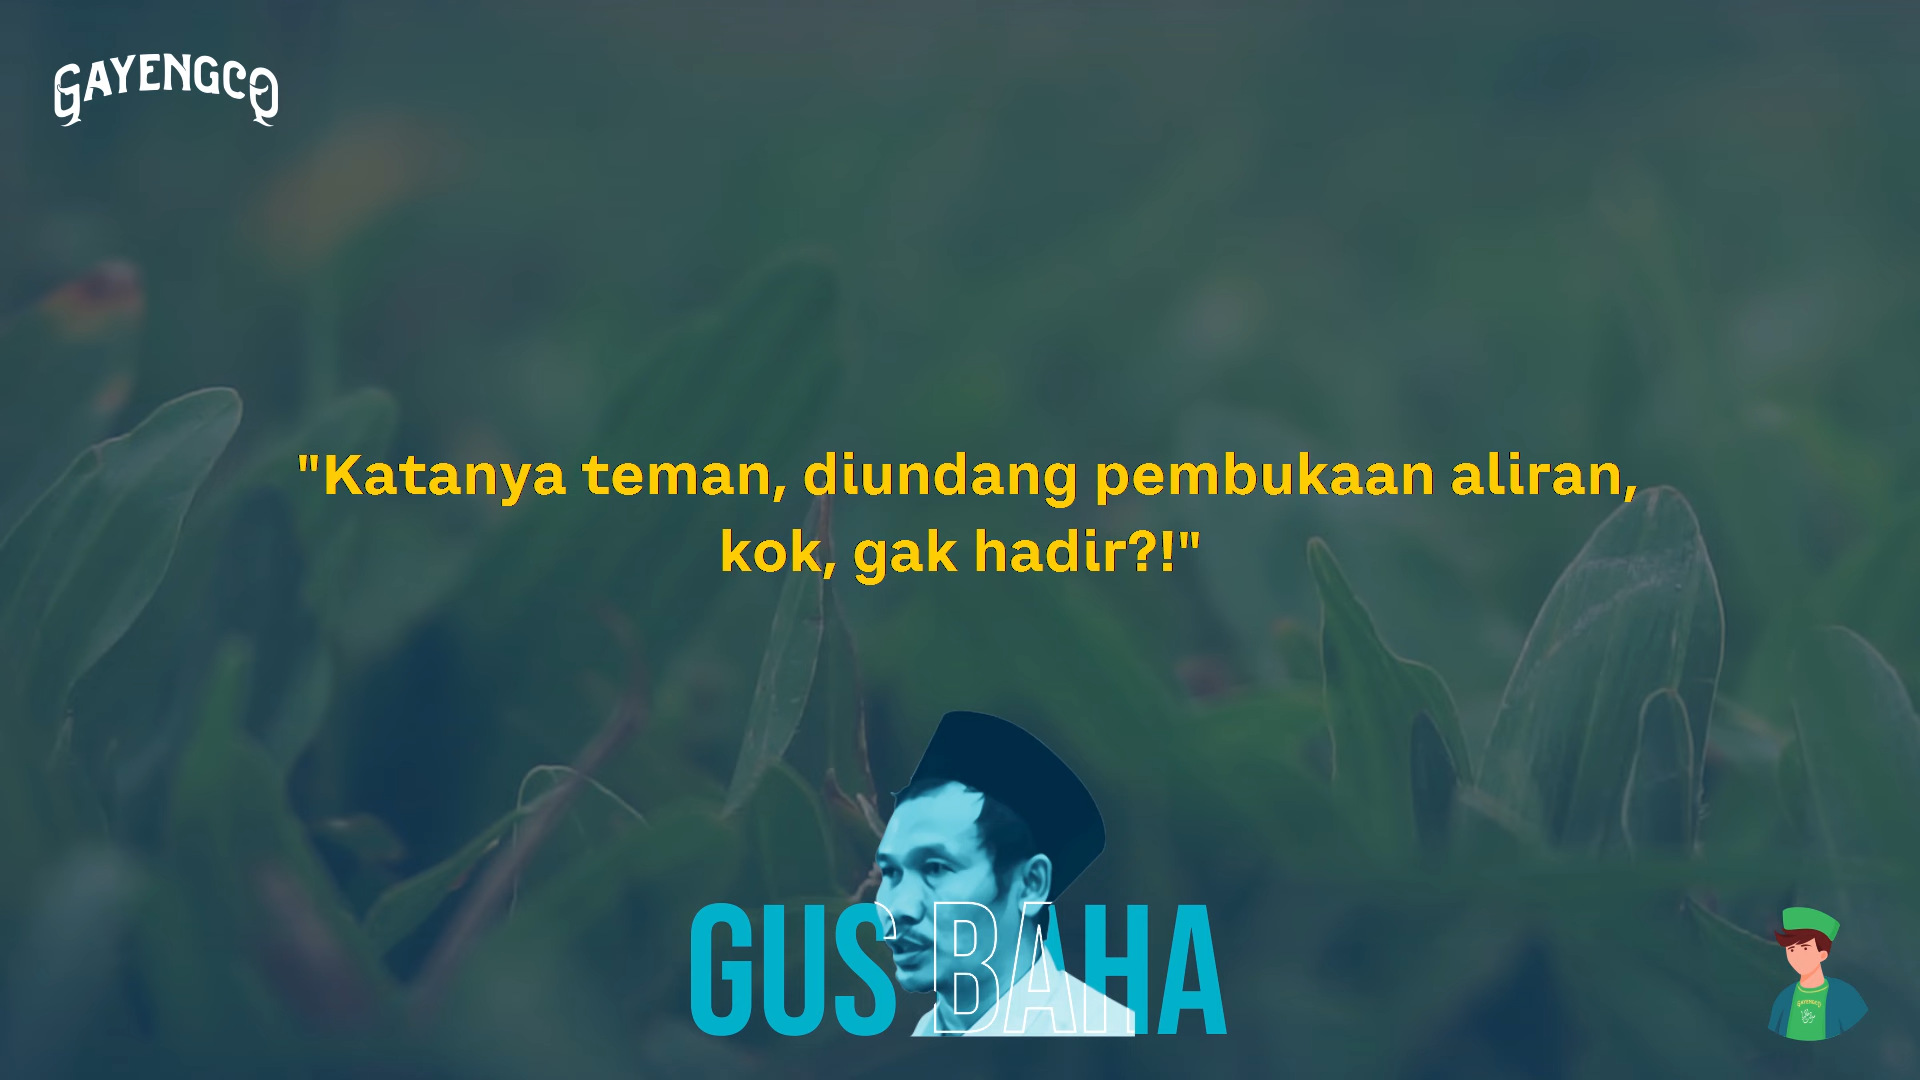 GAYENGCO
"Katanya teman, diundang pembukaan aliran,
kok, gak hadir?!"
GUS BAHA